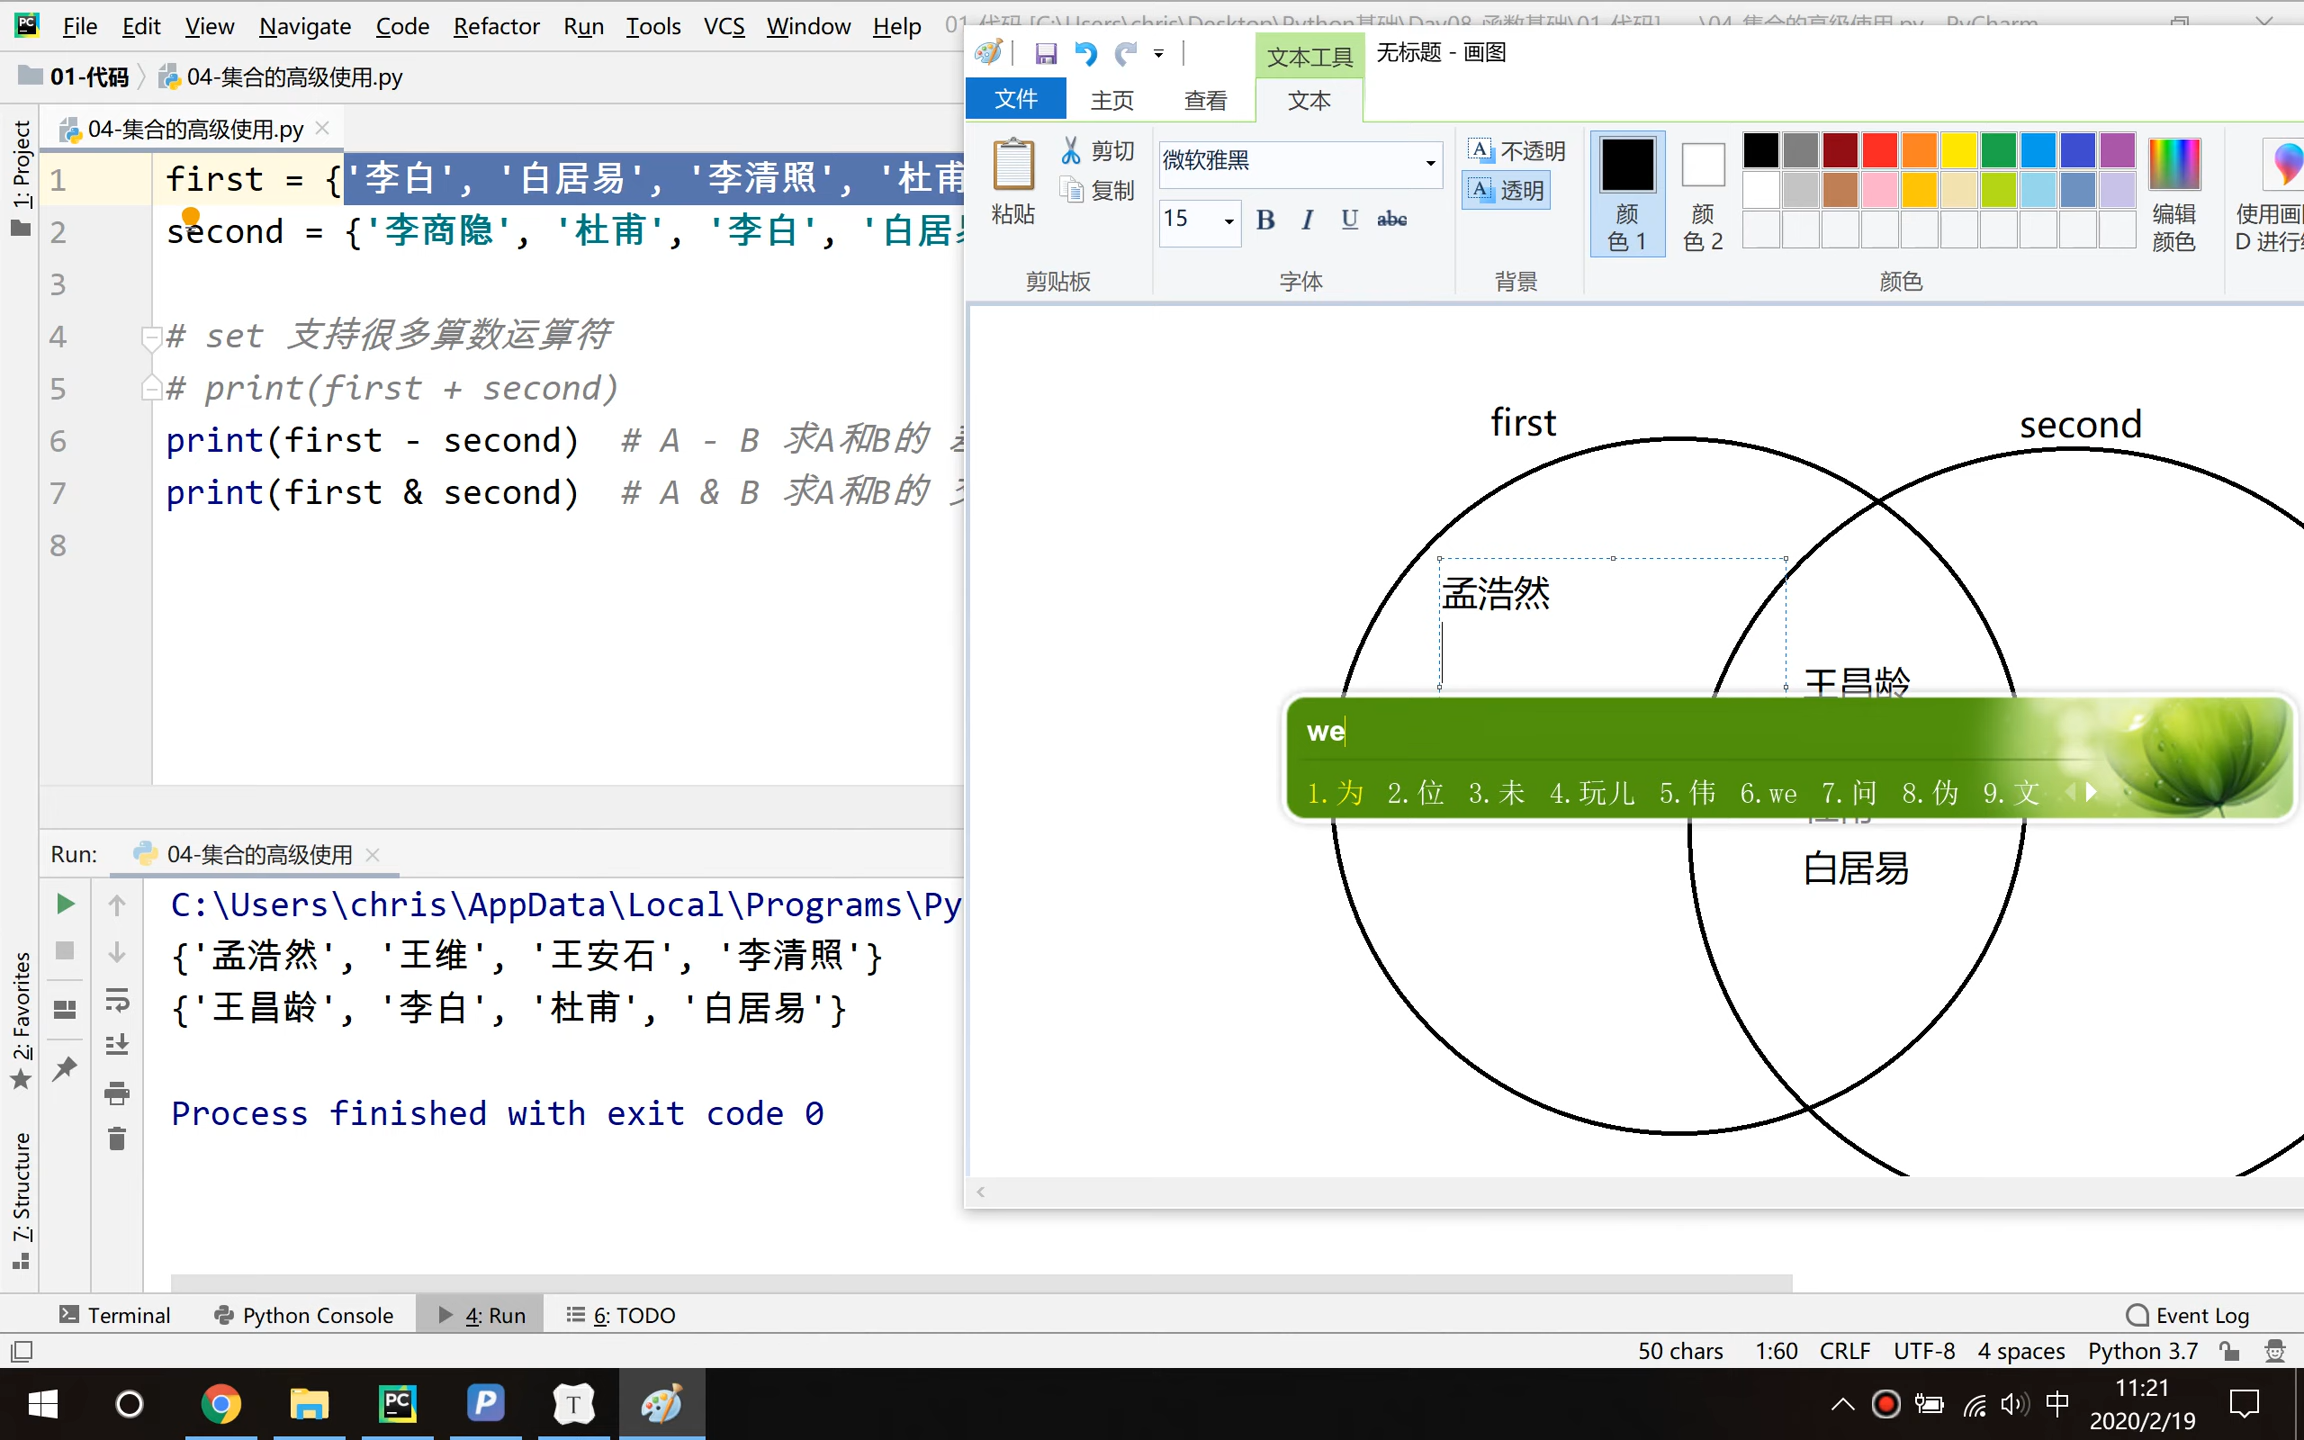 File Edit View Navigate Code Refactor Run Tools VCS Window Help
01-代码 04-集合的高级使用.py
1: Project
04-集合的高级使用.py
1 first = {'李白', '白居易', '李清照', '杜甫
2 second = {'李商隐', '杜甫', '李白', '白居易
3
4 # set 支持很多算数运算符
5 # print(first + second)
6 print(first - second) # A - B 求A和B的
7 print(first & second) # A & B 求A和B的
8
无标题 - 画图
文本工具
文件 主页 查看 文本
粘贴 剪切
复制
剪贴板
微软雅黑
15 B I U abc
字体
A 不透明
A 透明
背景
颜色 1
颜色 2
编辑颜色
颜色
first second
孟浩然
王昌龄
we
1.为 2.位 3.未 4.玩儿 5.伟 6.we 7.问 8.伪 9.文
白居易
Run: 04-集合的高级使用
C:\Users\chris\AppData\Local\Programs\Py
{'孟浩然', '王维', '王安石', '李清照'}
{'王昌龄', '李白', '杜甫', '白居易'}
Process finished with exit code 0
2: Favorites
7: Structure
Terminal Python Console 4: Run 6: TODO Event Log
50 chars 1:60 CRLF UTF-8 4 spaces Python 3.7
PC P T 中 11:21
2020/2/19